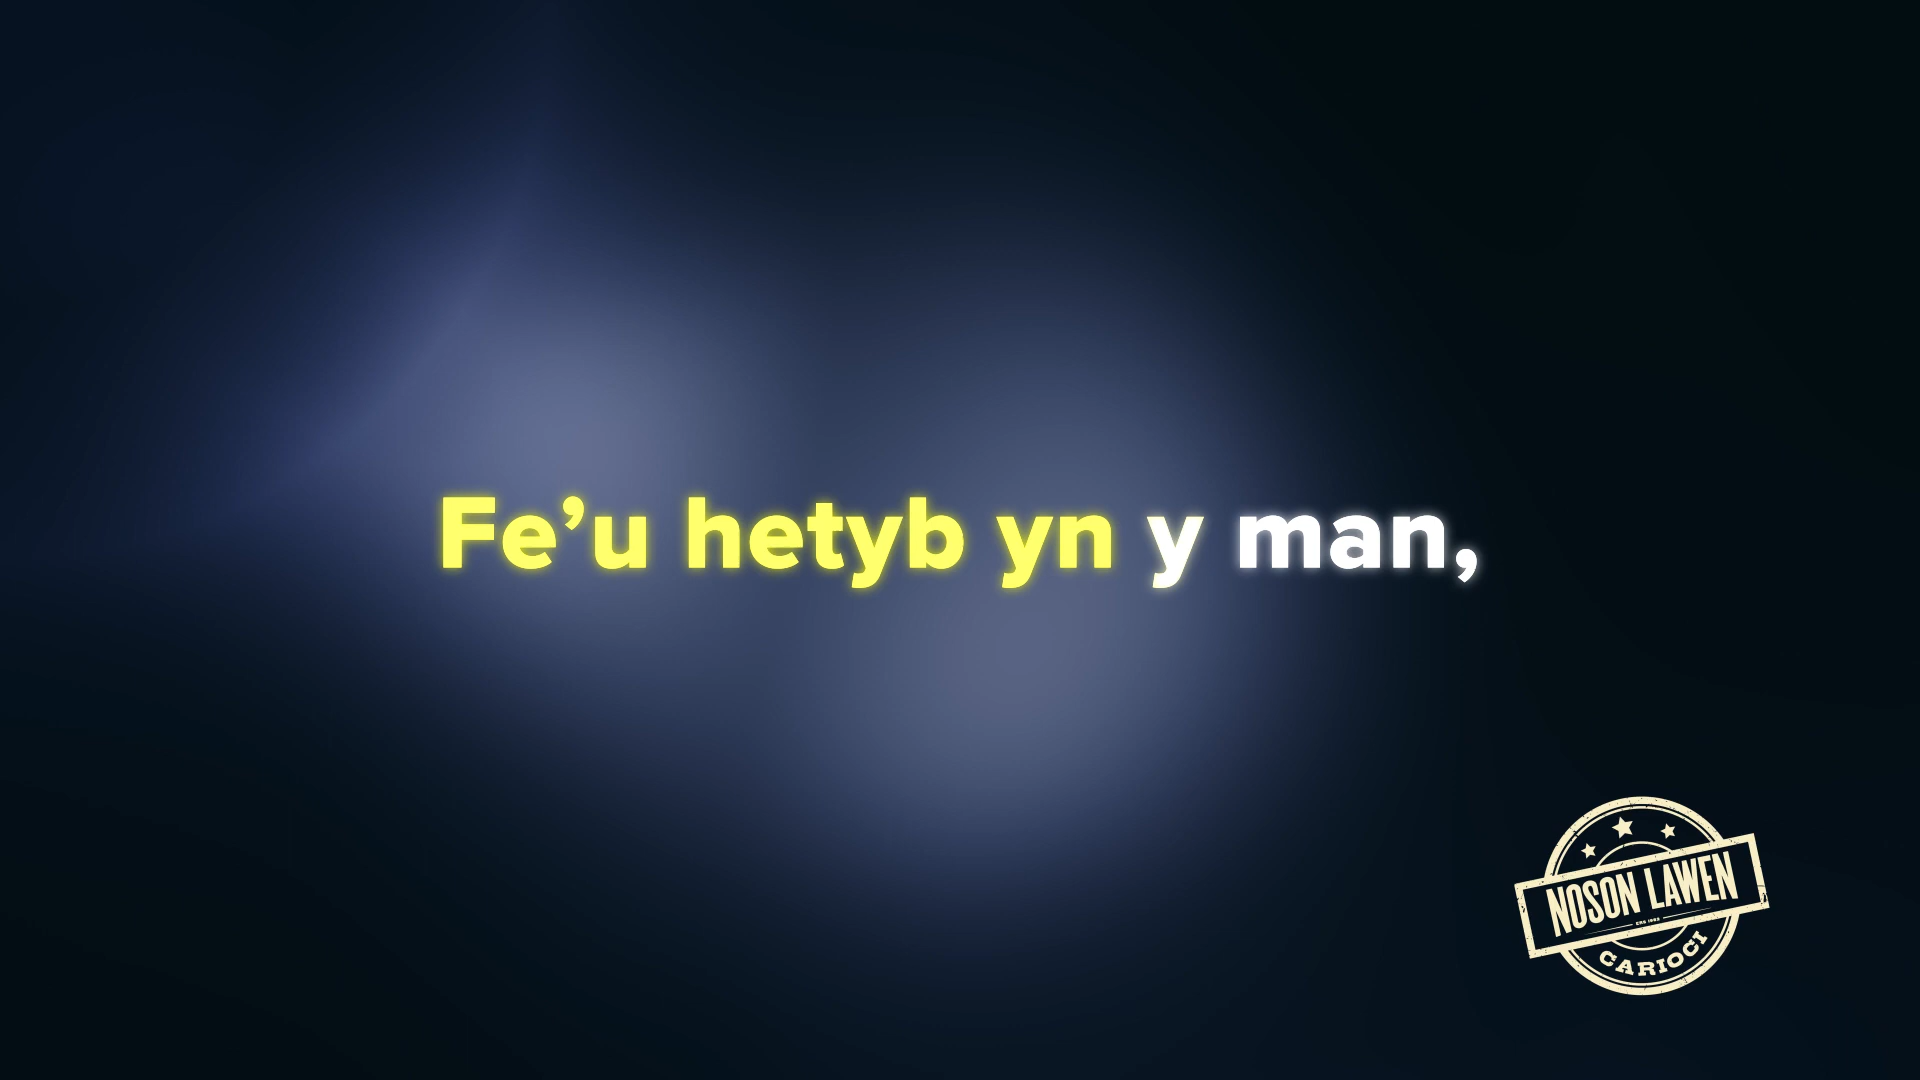 Fe’u hetyb yn y man,
NOSON LAWEN
CARIOCI